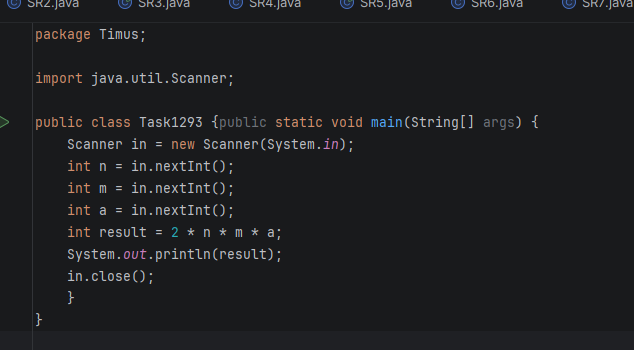 SR2.java SR3.java SR4.java SR5.java SR6.java SR7.java
package Timus;
import java.util.Scanner;
public class Task1293 {public static void main(String[] args) {
Scanner in = new Scanner(System.in);
int n = in.nextInt();
int m = in.nextInt();
int a = in.nextInt();
int result = 2 * n * m * a;
System.out.println(result);
in.close();
}
}